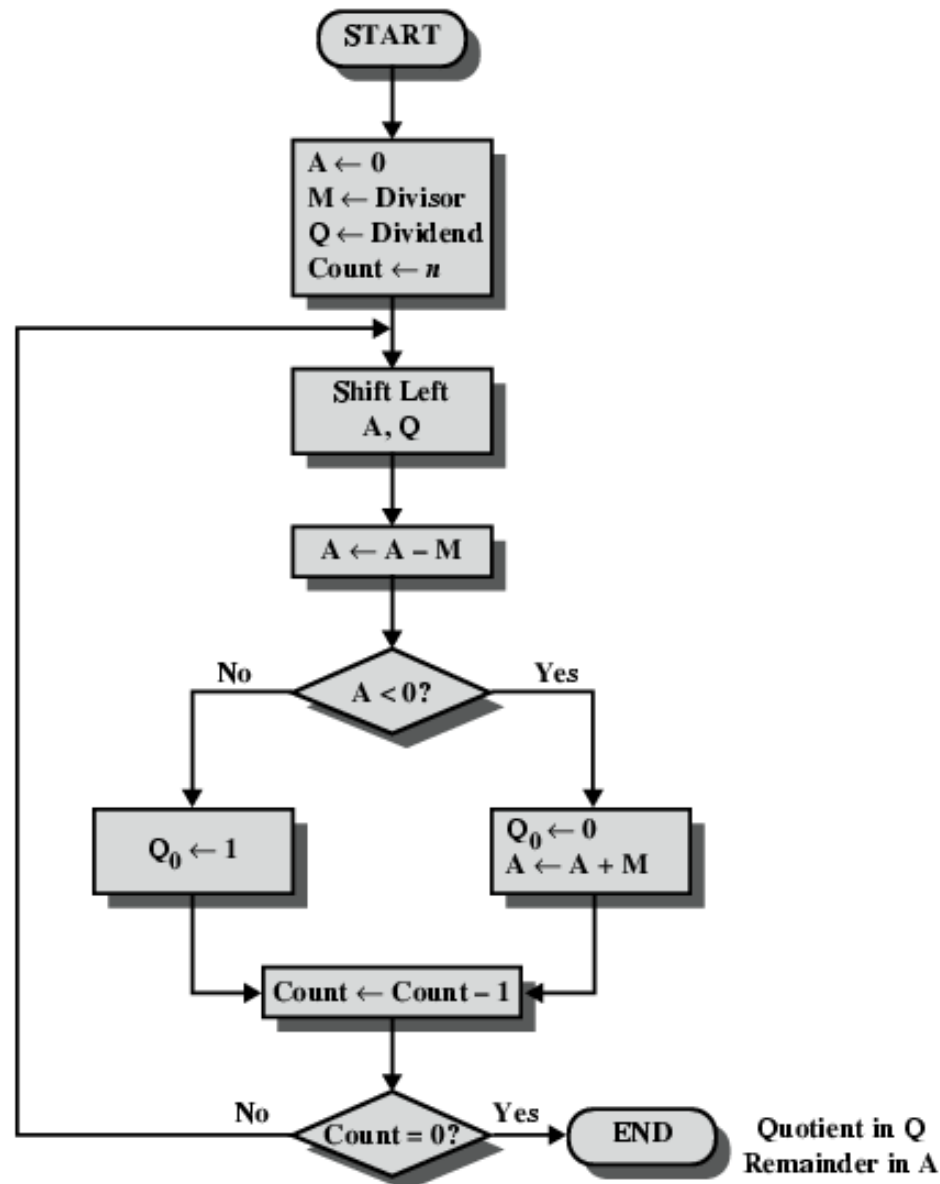 START
A ← 0
M ← Divisor
Q ← Dividend
Count ← n
Shift Left
A, Q
A ← A – M
No
Yes
A < 0?
Q₀ ← 1
Q₀ ← 0
A ← A + M
Count ← Count – 1
No
Yes
Count = 0?
END
Quotient in Q
Remainder in A